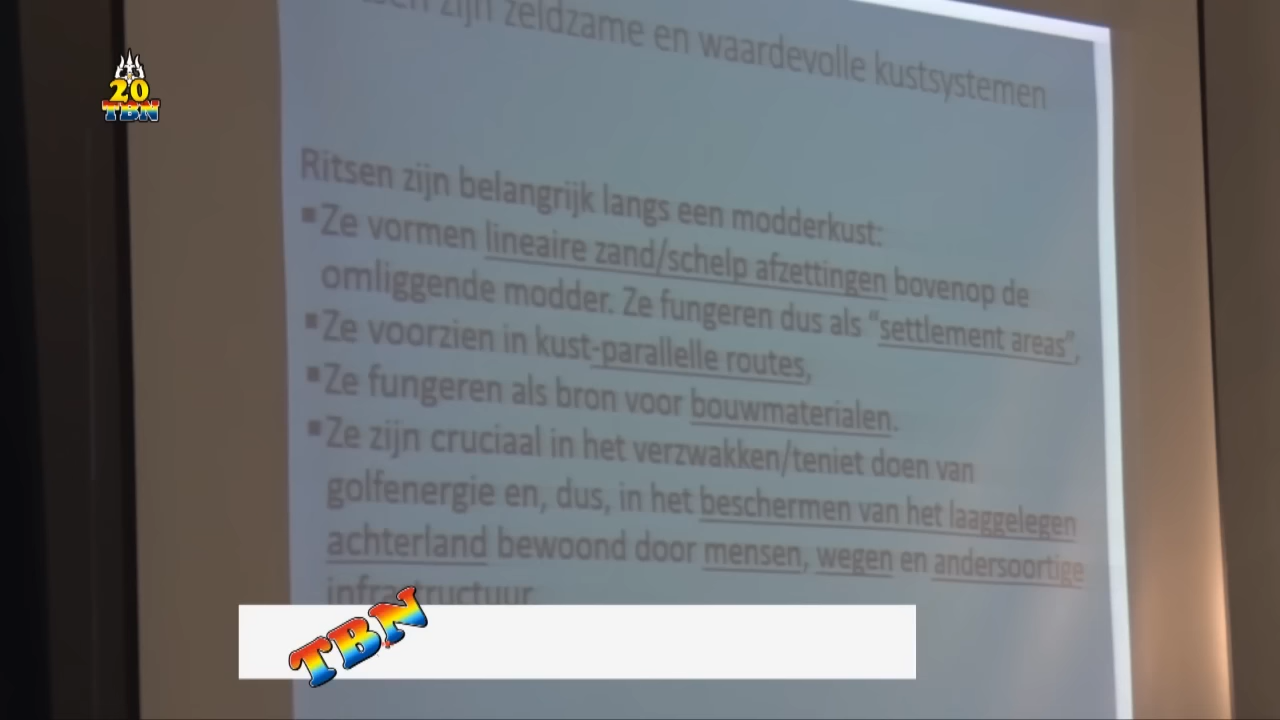 zijn zeldzame en waardevolle kustsystemen
20
TBN
Ritsen zijn belangrijk langs een modderkust:
▪Ze vormen lineaire zand/schelp afzettingen bovenop de
omliggende modder. Ze fungeren dus als “settlement areas”,
▪Ze voorzien in kust-parallelle routes,
▪Ze fungeren als bron voor bouwmaterialen.
▪Ze zijn cruciaal in het verzwakken/teniet doen van
golfenergie en, dus, in het beschermen van het laaggelegen
achterland bewoond door mensen, wegen en andersoortige
infrastructuur
TBN